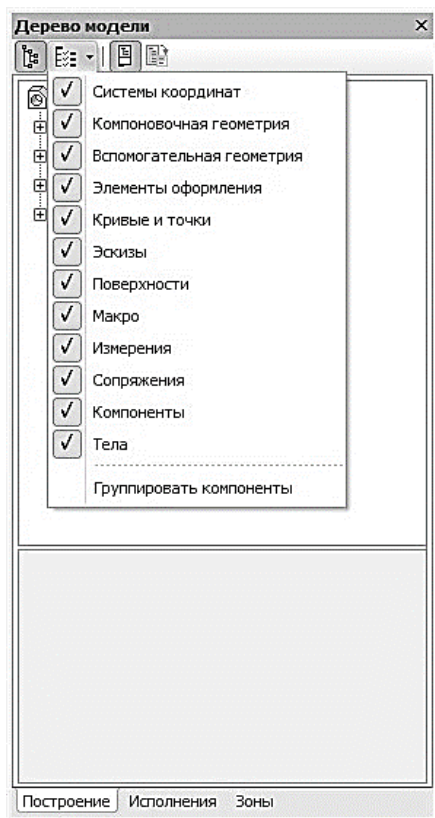 Дерево модели
Системы координат
Компоновочная геометрия
Вспомогательная геометрия
Элементы оформления
Кривые и точки
Эскизы
Поверхности
Макро
Измерения
Сопряжения
Компоненты
Тела
Группировать компоненты
Построение Исполнения Зоны